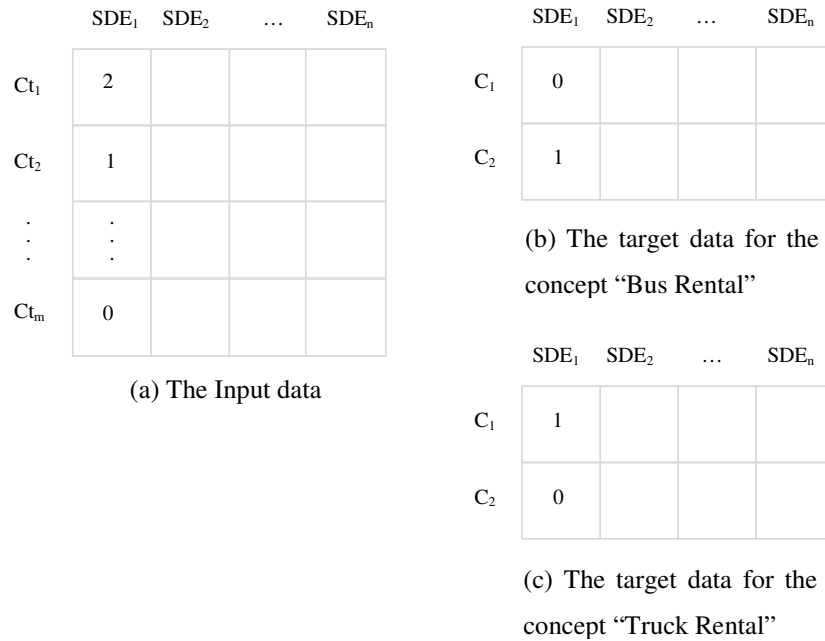 SDE₁ SDE₂ … SDEₙ
Ct₁ 2
Ct₂ 1
. .
. .
. .
Ctₘ 0
(a) The Input data
SDE₁ SDE₂ … SDEₙ
C₁ 0
C₂ 1
(b) The target data for the
concept “Bus Rental”
SDE₁ SDE₂ … SDEₙ
C₁ 1
C₂ 0
(c) The target data for the
concept “Truck Rental”